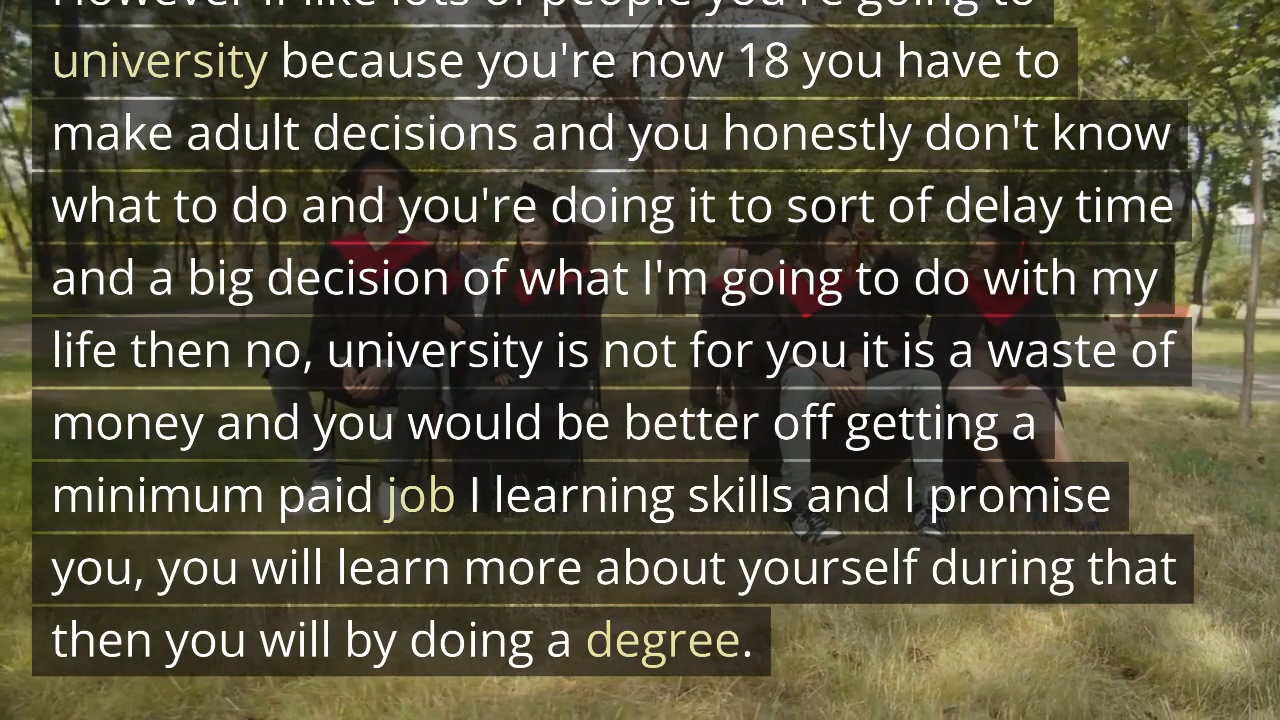 However if like lots of people you're going to
university because you're now 18 you have to
make adult decisions and you honestly don't know
what to do and you're doing it to sort of delay time
and a big decision of what I'm going to do with my
life then no, university is not for you it is a waste of
money and you would be better off getting a
minimum paid job I learning skills and I promise
you, you will learn more about yourself during that
then you will by doing a degree.